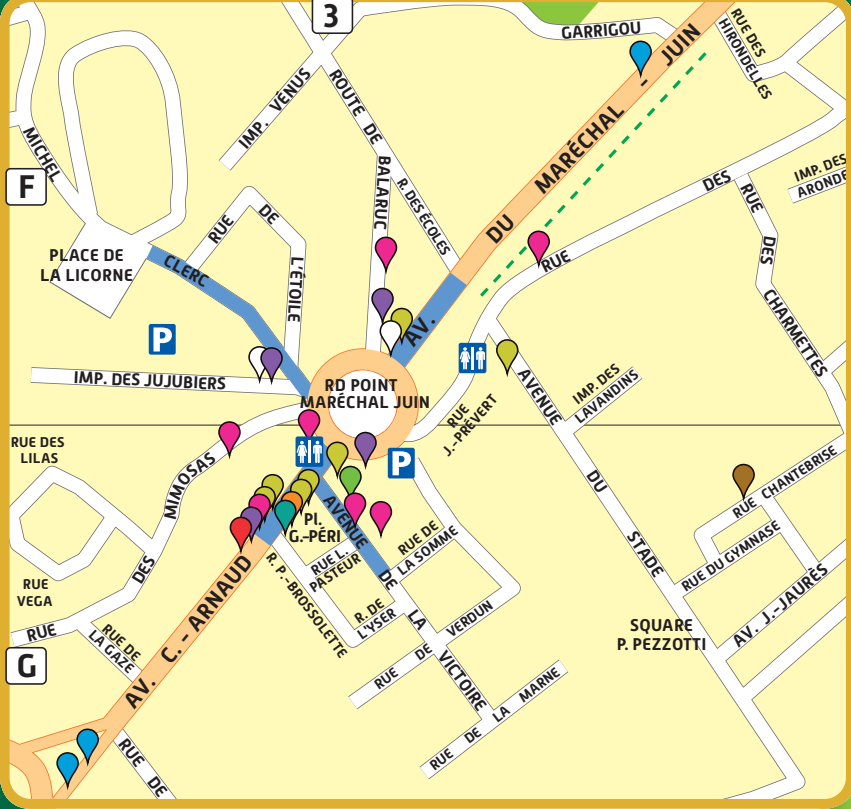 3
GARRIGOU
JUIN
-
MARÉCHAL
DU
AV.
RUE DES
HIRONDELLES
IMP. VÉNUS
ROUTE DE
BALARUC
R. DES ÉCOLES
MICHEL
F
IMP. DES
ARONDE
RUE
DES
RUE
DES
CHARMETTES
RUE
DE
L'ÉTOILE
PLACE DE
LA LICORNE
CLERC
P
IMP. DES JUJUBIERS
RD POINT
MARÉCHAL JUIN
RUE
J.-PRÉVERT
AVENUE
DU
STADE
IMP. DES
LAVANDINS
RUE DES
LILAS
MIMOSAS
DES
RUE
P
RUE CHANTEBRISE
RUE DU GYMNASE
AV. J.-JAURÈS
PI.
G.-PÉRI
AVENUE
DE
LA
VICTOIRE
RUE L.
PASTEUR
RUE DE
LA SOMME
R. P.-BROSSOLETTE
R. DE
L'YSER
RUE
VEGA
RUE DE
LA GAZE
G
AV. C.-ARNAUD
RUE DE VERDUN
SQUARE
P. PEZZOTTI
RUE DE LA MARNE
RUE DE